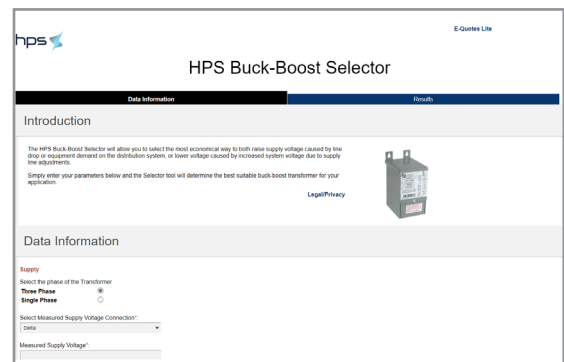 hps
E-Quotes Lite
HPS Buck-Boost Selector
Data Information
Results
Introduction
The HPS Buck-Boost Selector will allow you to select the most economical way to both raise supply voltage caused by line
drop or equipment demand on the distribution system, or lower voltage caused by increased system voltage due to supply
line adjustments.
Simply enter your parameters below and the Selector tool will determine the best suitable buck-boost transformer for your
application.
Legal/Privacy
Data Information
Supply
Select the phase of the Transformer
Three Phase
Single Phase
Select Measured Supply Voltage Connection*:
Delta
Measured Supply Voltage*: